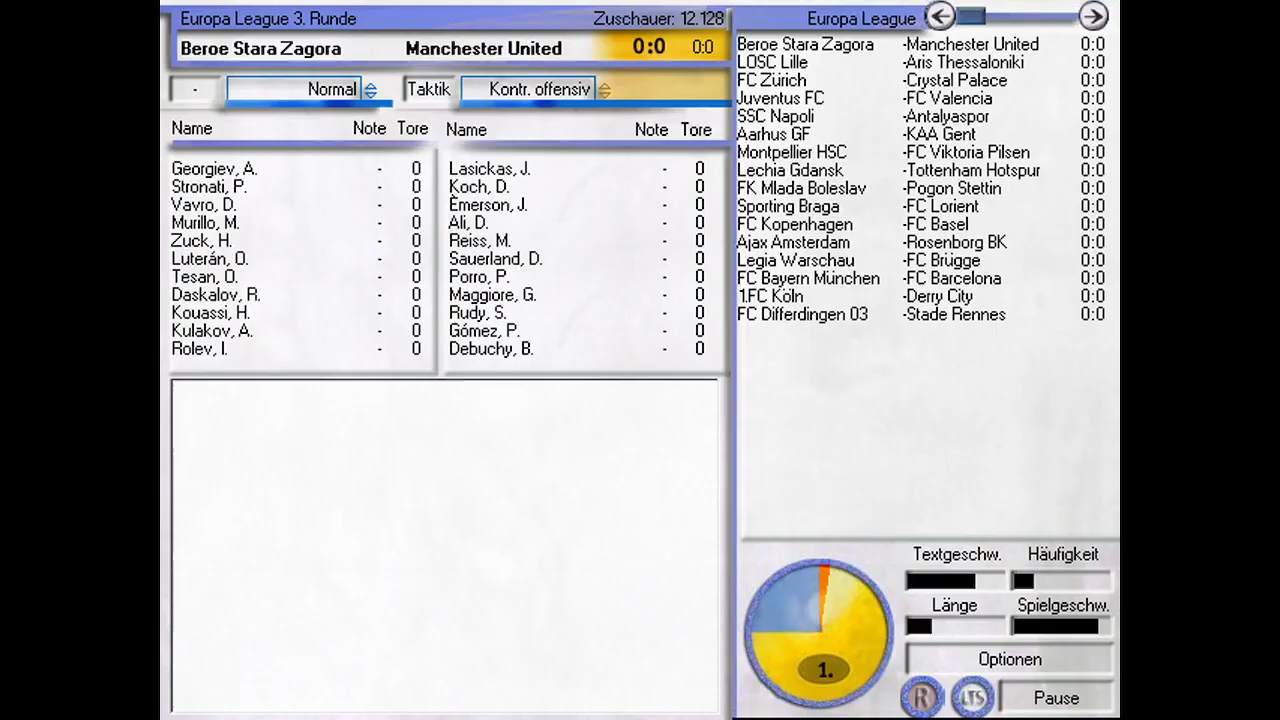 Europa League 3. Runde Zuschauer: 12.128
Beroe Stara Zagora Manchester United 0:0 0:0
- Normal Taktik Kontr. offensiv
Name Note Tore Name Note Tore
Georgiev, A. - 0 Lasickas, J. - 0
Stronati, P. - 0 Koch, D. - 0
Vavro, D. - 0 Èmerson, J. - 0
Murillo, M. - 0 Ali, D. - 0
Zuck, H. - 0 Reiss, M. - 0
Luterán, O. - 0 Sauerland, D. - 0
Tesan, O. - 0 Porro, P. - 0
Daskalov, R. - 0 Maggiore, G. - 0
Kouassi, H. - 0 Rudy, S. - 0
Kulakov, A. - 0 Gómez, P. - 0
Rolev, I. - 0 Debuchy, B. - 0
Europa League
Beroe Stara Zagora -Manchester United 0:0
LOSC Lille -Aris Thessaloniki 0:0
FC Zürich -Crystal Palace 0:0
Juventus FC -FC Valencia 0:0
SSC Napoli -Antalyaspor 0:0
Aarhus GF -KAA Gent 0:0
Montpellier HSC -FC Viktoria Pilsen 0:0
Lechia Gdansk -Tottenham Hotspur 0:0
FK Mlada Boleslav -Pogon Stettin 0:0
Sporting Braga -FC Lorient 0:0
FC Kopenhagen -FC Basel 0:0
Ajax Amsterdam -Rosenborg BK 0:0
Legia Warschau -FC Brügge 0:0
FC Bayern München -FC Barcelona 0:0
1.FC Köln -Derry City 0:0
FC Differdingen 03 -Stade Rennes 0:0
Textgeschw. Häufigkeit
Länge Spielgeschw.
1.
Optionen
R LTS Pause